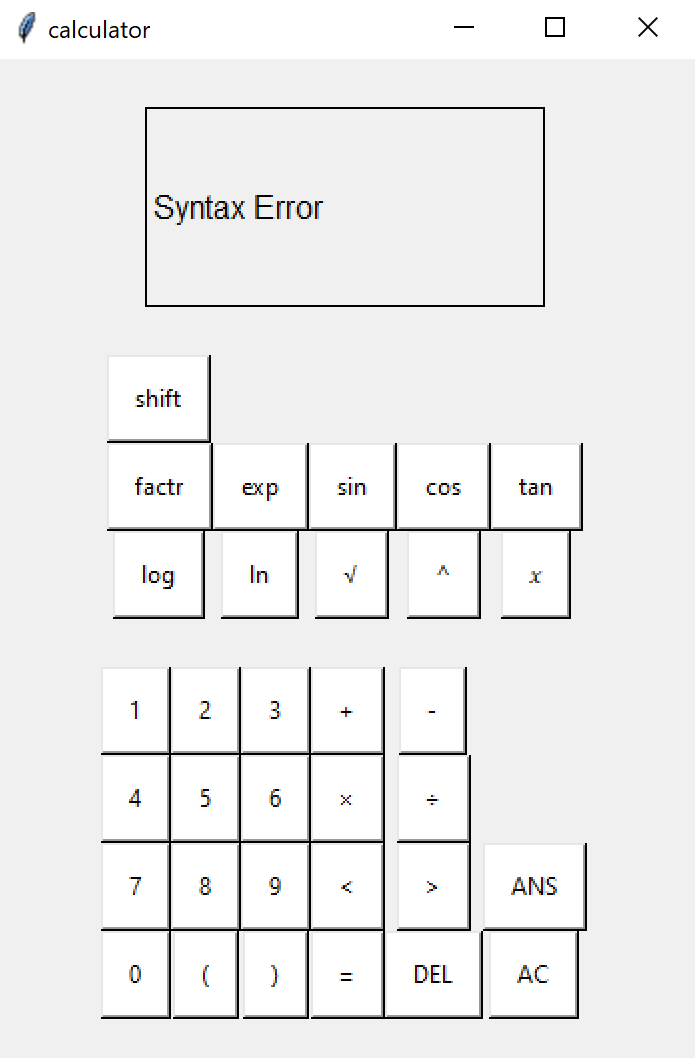 calculator
Syntax Error
shift
factr exp sin cos tan
log ln √ ^ 𝑥
1 2 3 + -
4 5 6 × ÷
7 8 9 < > ANS
0 ( ) = DEL AC